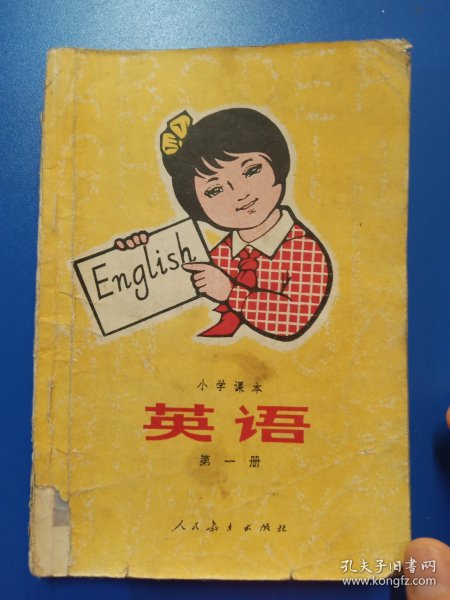 English
小学课本
英语
第一册
人民教育出版社
孔夫子旧书网
www.kongfz.com